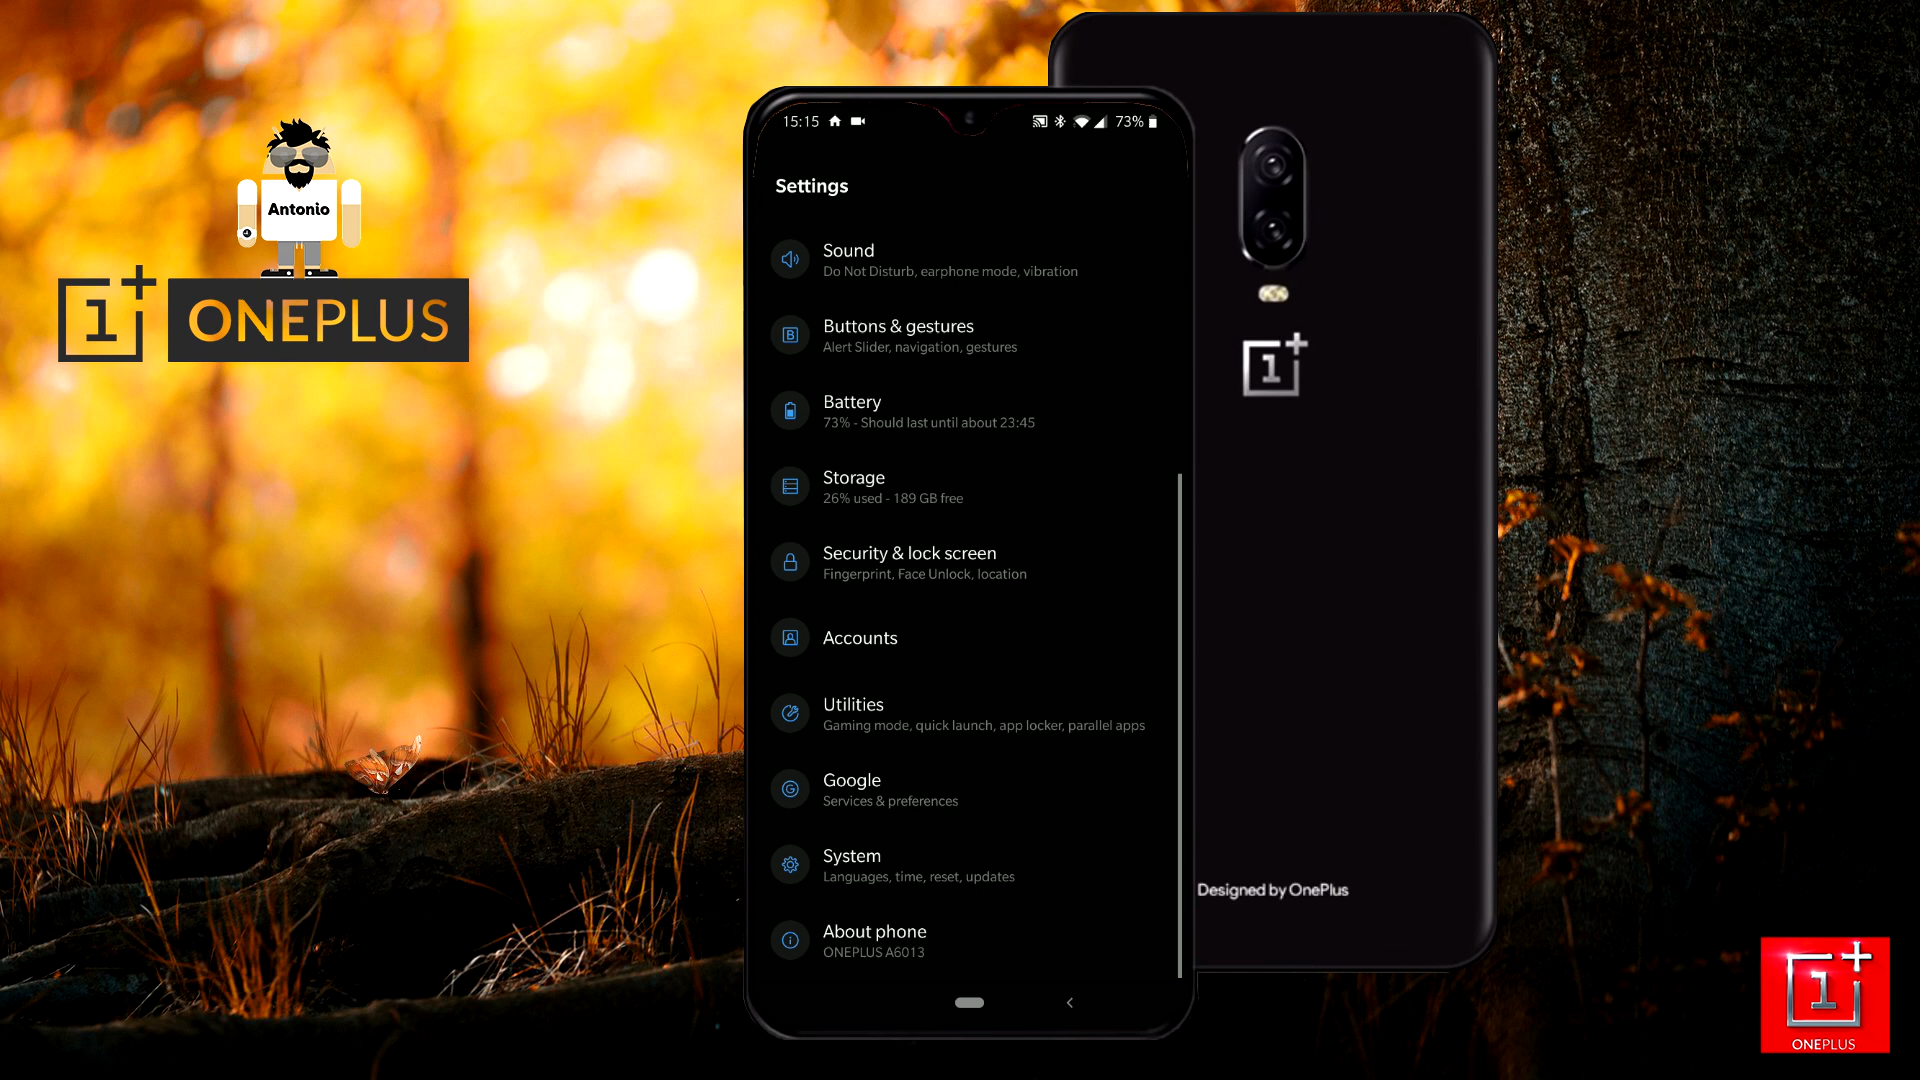 Antonio
1+
ONEPLUS
15:15
73%
Settings
Sound
Do Not Disturb, earphone mode, vibration
B
Buttons & gestures
Alert Slider, navigation, gestures
Battery
73% - Should last until about 23:45
Storage
26% used - 189 GB free
Security & lock screen
Fingerprint, Face Unlock, location
Accounts
Utilities
Gaming mode, quick launch, app locker, parallel apps
G
Google
Services & preferences
System
Languages, time, reset, updates
About phone
ONEPLUS A6013
1+
Designed by OnePlus
1+
ONEPLUS